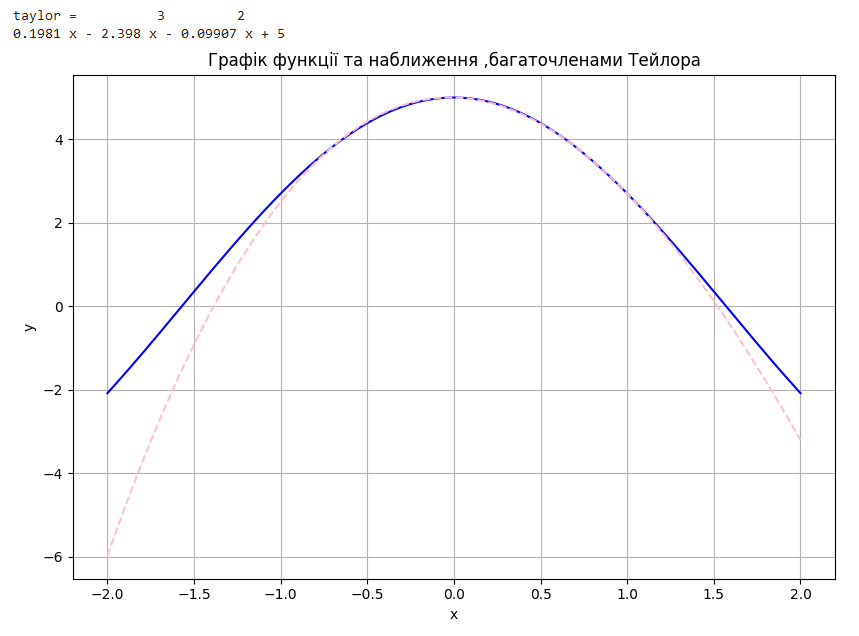 taylor =          3         2
0.1981 x - 2.398 x - 0.09907 x + 5
Графік функції та наближення ,багаточленами Тейлора
4
2
0
−2
−4
−6
y
−2.0 −1.5 −1.0 −0.5 0.0 0.5 1.0 1.5 2.0
x